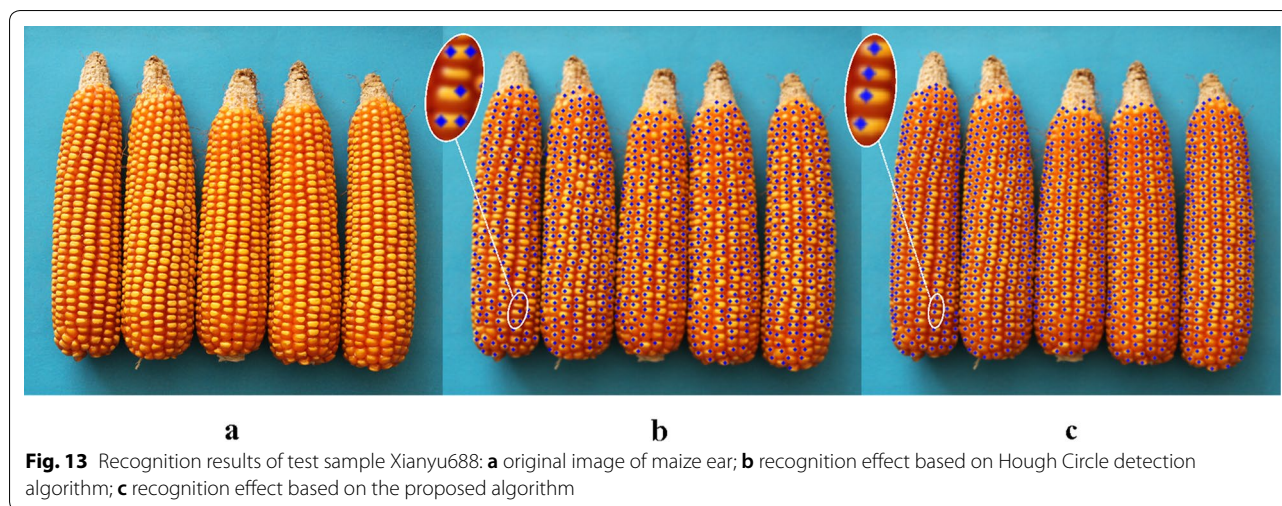 a b c
Fig. 13 Recognition results of test sample Xianyu688: a original image of maize ear; b recognition effect based on Hough Circle detection
algorithm; c recognition effect based on the proposed algorithm